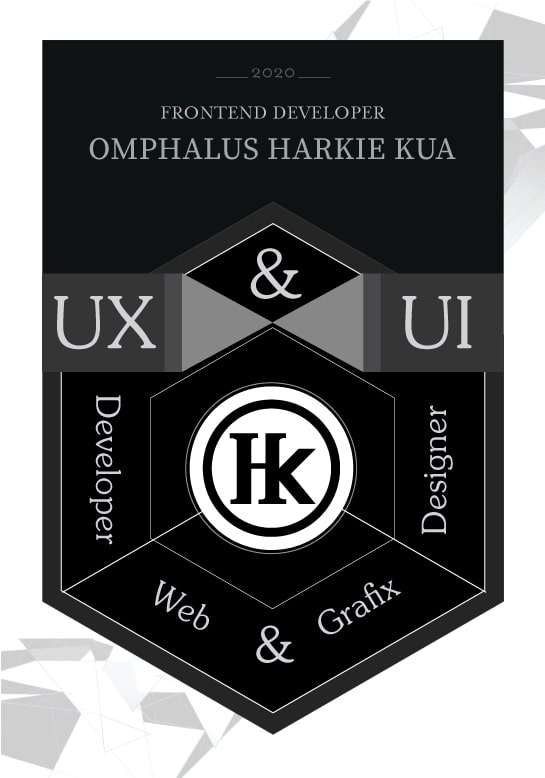 2020
FRONTEND DEVELOPER
OMPHALUS HARKIE KUA
&
UX
UI
Developer
Designer
Hk
Web
&
Grafix